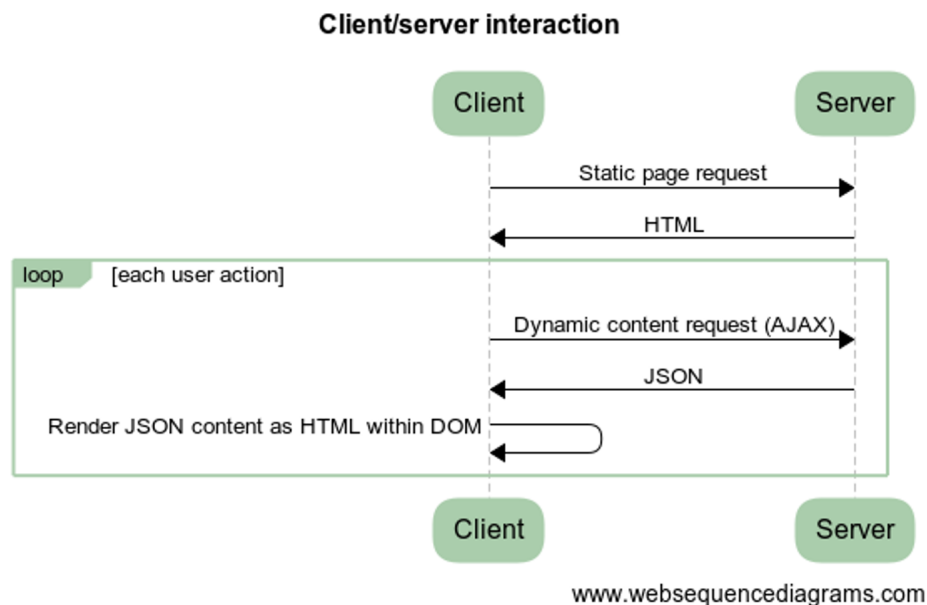 Client/server interaction
Client
Server
Static page request
HTML
loop
[each user action]
Dynamic content request (AJAX)
JSON
Render JSON content as HTML within DOM
Client
Server
www.websequencediagrams.com